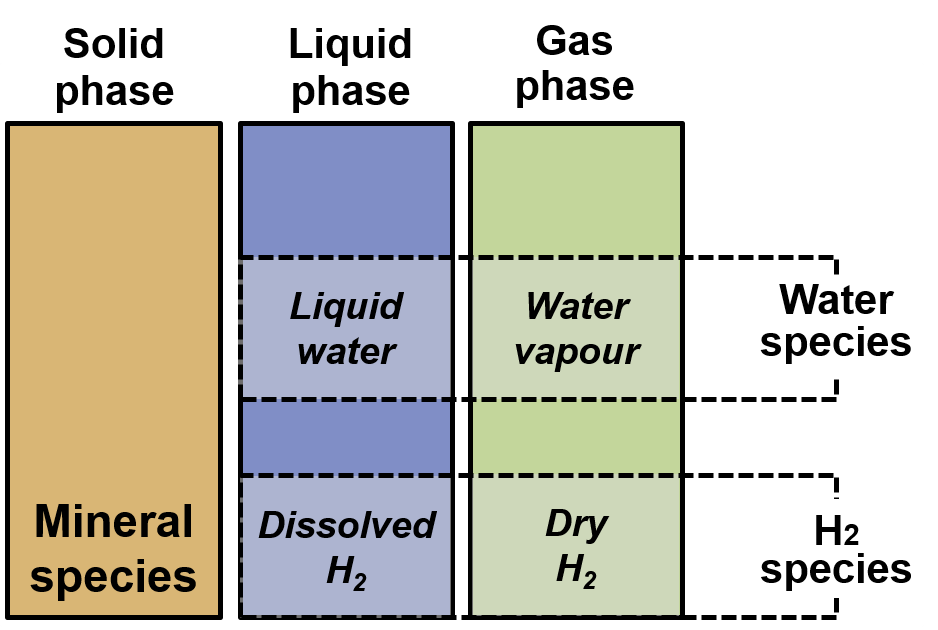 Solid
phase
Liquid
phase
Gas
phase
Liquid
water
Water
vapour
Water
species
Mineral
species
Dissolved
H₂
Dry
H₂
H2
species